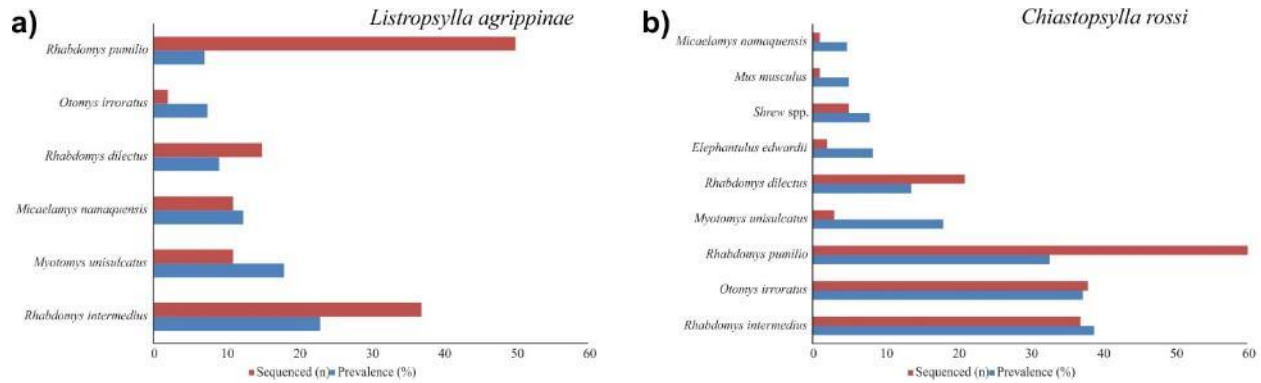 a)
Listropsylla agrippinae
Rhabdomys pumilio
Otomys irroratus
Rhabdomys dilectus
Micaelamys namaquensis
Myotomys unisulcatus
Rhabdomys intermedius
0 10 20 30 40 50 60
Sequenced (n) Prevalence (%)
b)
Chiastopsylla rossi
Micaelamys namaquensis
Mus musculus
Shrew spp.
Elephantulus edwardii
Rhabdomys dilectus
Myotomys unisulcatus
Rhabdomys pumilio
Otomys irroratus
Rhabdomys intermedius
0 10 20 30 40 50 60
Sequenced (n) Prevalence (%)